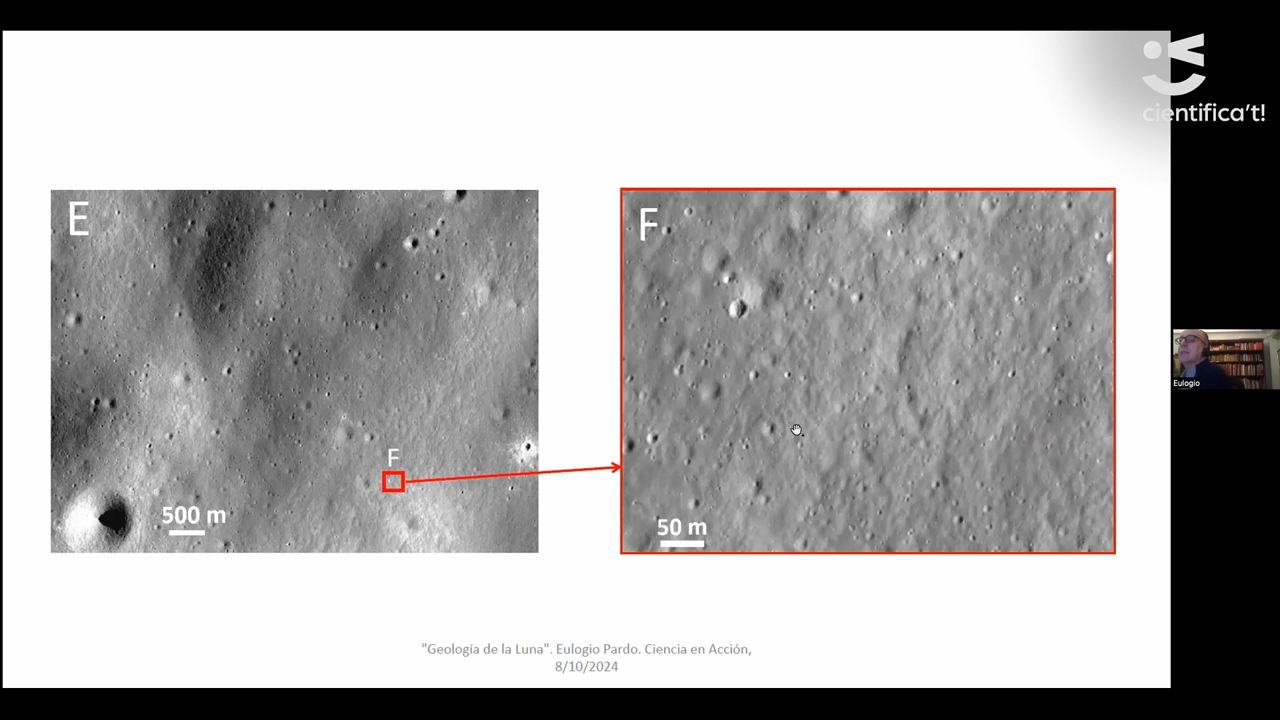 cientifica't!
E
F
F
500 m
50 m
Eulogio
"Geología de la Luna". Eulogio Pardo. Ciencia en Acción,
8/10/2024